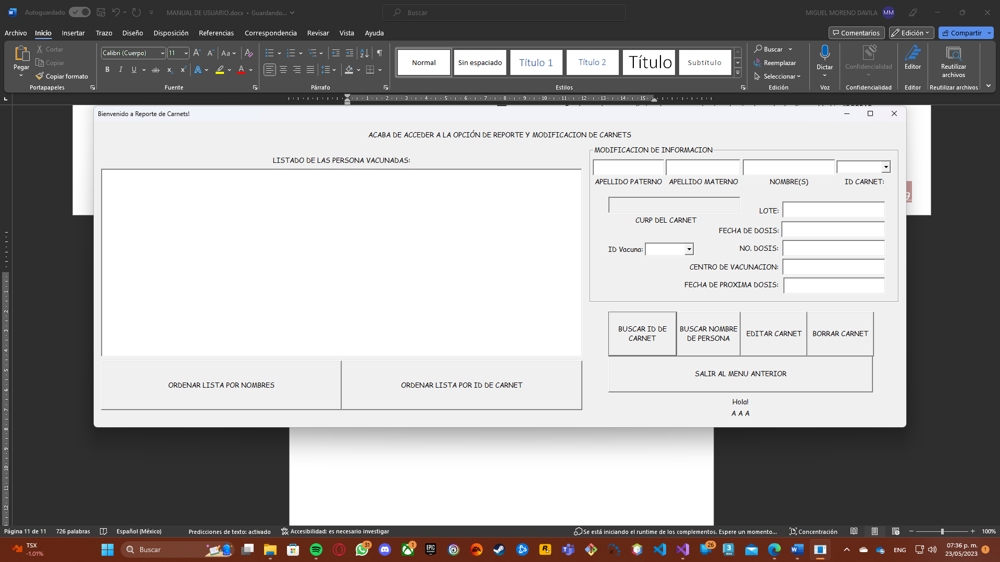 Autoguardado
MANUAL DE USUARIO.docx • Guardando...
Buscar
MIGUEL MORENO DAVILA
MM
Archivo
Inicio
Insertar
Trazo
Diseño
Disposición
Referencias
Correspondencia
Revisar
Vista
Ayuda
Comentarios
Edición
Compartir
Pegar
Cortar
Copiar
Copiar formato
Portapapeles
Calibri (Cuerpo)
11
Fuente
Párrafo
Normal
Sin espaciado
Título 1
Título 2
Título
Subtítulo
Estilos
Buscar
Reemplazar
Seleccionar
Edición
Dictar
Voz
Confidencialidad
Confidencialidad
Editor
Editor
Reutilizar
archivos
Reutilizar archivos
Bienvenido a Reporte de Carnets!
ACABA DE ACCEDER A LA OPCIÓN DE REPORTE Y MODIFICACION DE CARNETS
LISTADO DE LAS PERSONA VACUNADAS:
MODIFICACION DE INFORMACION
APELLIDO PATERNO
APELLIDO MATERNO
NOMBRE(S)
ID CARNET:
CURP DEL CARNET
LOTE:
FECHA DE DOSIS:
ID Vacuna:
NO. DOSIS:
CENTRO DE VACUNACION:
FECHA DE PROXIMA DOSIS:
BUSCAR ID DE
CARNET
BUSCAR NOMBRE
DE PERSONA
EDITAR CARNET
BORRAR CARNET
SALIR AL MENU ANTERIOR
ORDENAR LISTA POR NOMBRES
ORDENAR LISTA POR ID DE CARNET
Hola!
A A A
Página 11 de 11
726 palabras
Español (México)
Predicciones de texto: activado
Accesibilidad: es necesario investigar
Se está iniciando el runtime de los complementos. Espere un momento...
Concentración
100%
TSX
-1.01%
Buscar
31
1
26
ENG
07:36 p. m.
23/05/2023
1